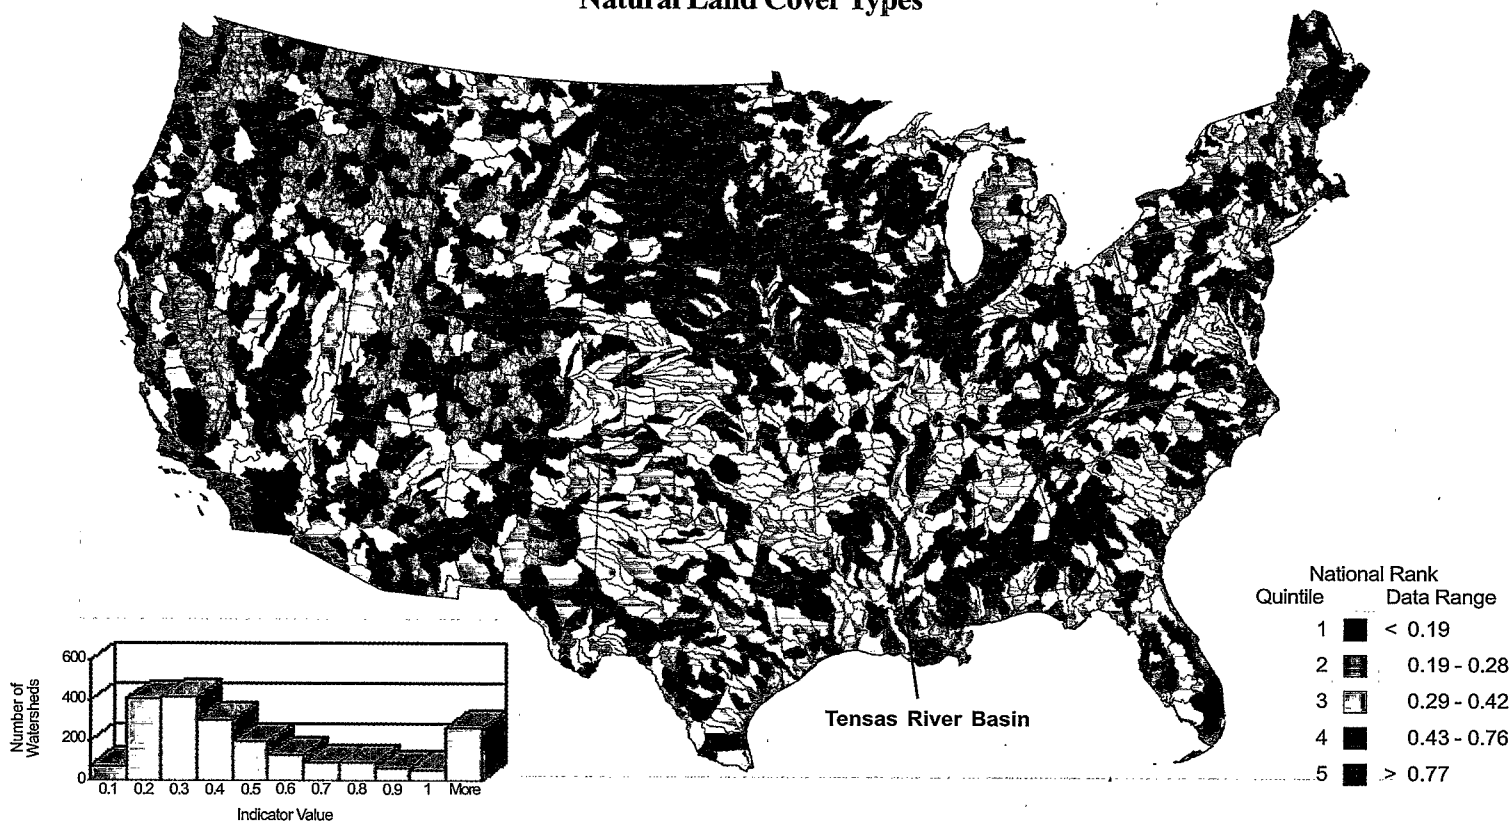 Natural Land Cover Types
Tensas River Basin
National Rank
Quintile Data Range
1 < 0.19
2 0.19 - 0.28
3 0.29 - 0.42
4 0.43 - 0.76
5 > 0.77
Number of
Watersheds
600
400
200
0
0.1 0.2 0.3 0.4 0.5 0.6 0.7 0.8 0.9 1 More
Indicator Value